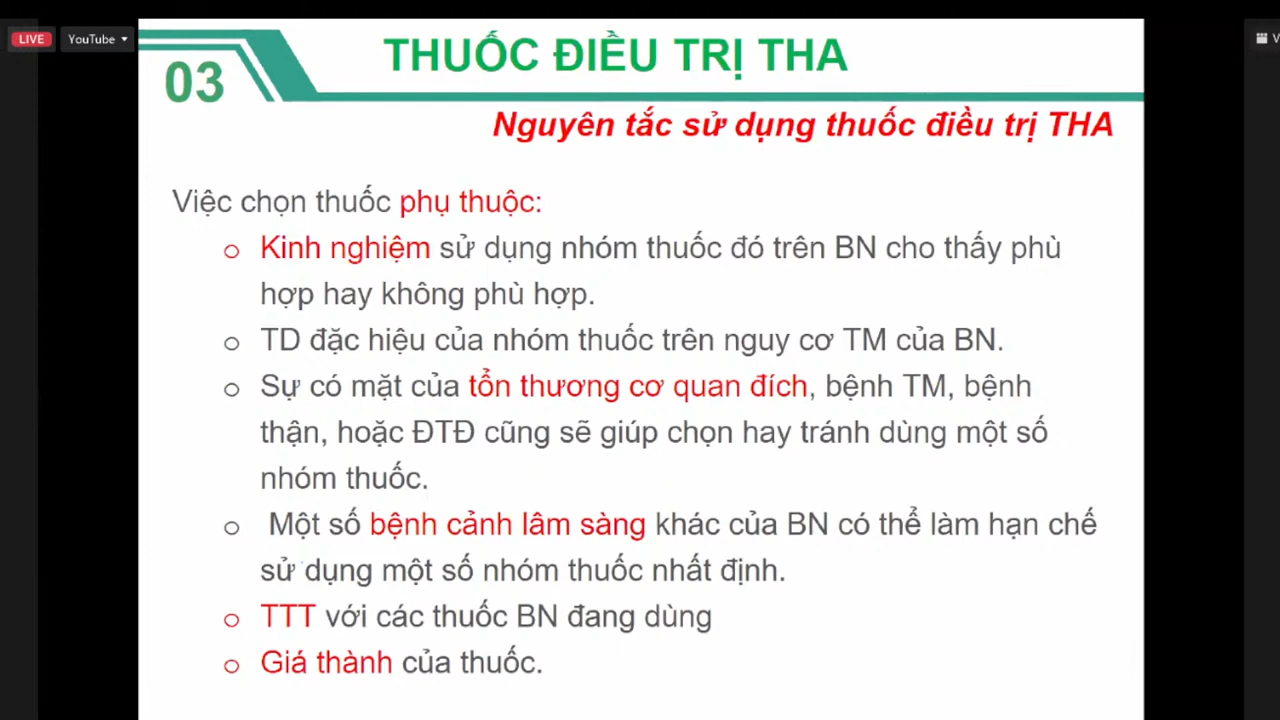 LIVE
YouTube
V
03
THUỐC ĐIỀU TRỊ THA
Nguyên tắc sử dụng thuốc điều trị THA
Việc chọn thuốc phụ thuộc:
o Kinh nghiệm sử dụng nhóm thuốc đó trên BN cho thấy phù
hợp hay không phù hợp.
o TD đặc hiệu của nhóm thuốc trên nguy cơ TM của BN.
o Sự có mặt của tổn thương cơ quan đích, bệnh TM, bệnh
thận, hoặc ĐTĐ cũng sẽ giúp chọn hay tránh dùng một số
nhóm thuốc.
o Một số bệnh cảnh lâm sàng khác của BN có thể làm hạn chế
sử dụng một số nhóm thuốc nhất định.
o TTT với các thuốc BN đang dùng
o Giá thành của thuốc.